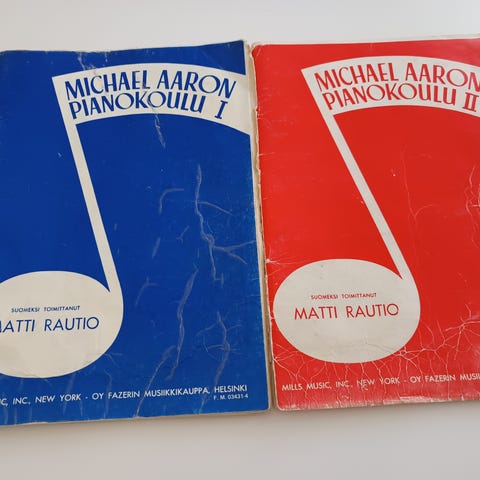 MICHAEL AARON
PIANOKOULU I
SUOMEKSI TOIMITTANUT
MATTI RAUTIO
INC, NEW YORK - OY FAZERIN MUSIIKKIKAUPPA, HELSINKI
F. M. 03431-4
MICHAEL AARON
PIANOKOULU II
SUOMEKSI TOIMITTANUT
MATTI RAUTIO
MILLS MUSIC, INC, NEW YORK - OY FAZERIN